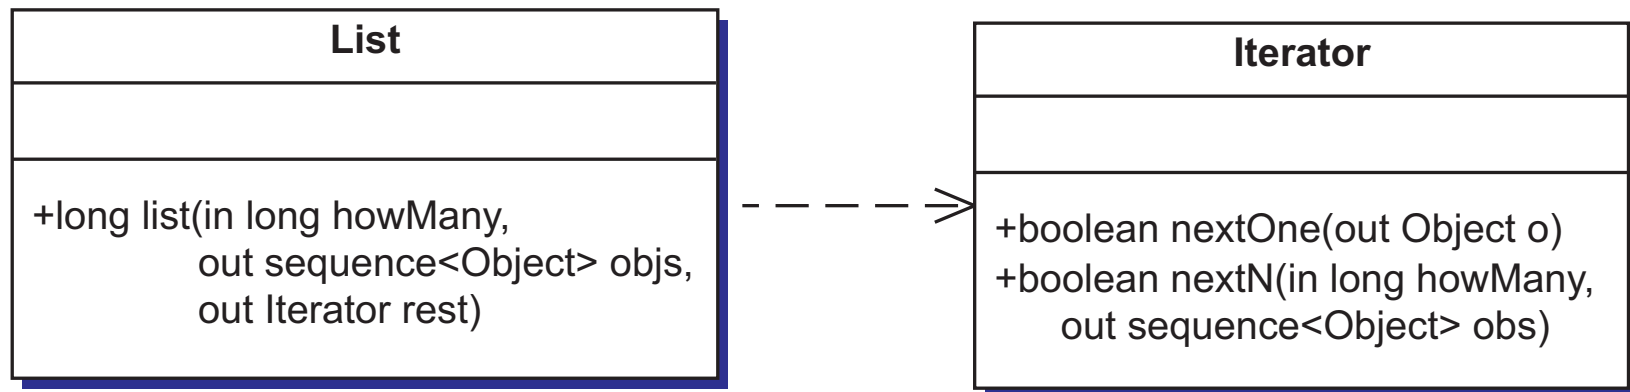 List
+long list(in long howMany,
out sequence<Object> objs,
out Iterator rest)
Iterator
+boolean nextOne(out Object o)
+boolean nextN(in long howMany,
out sequence<Object> obs)